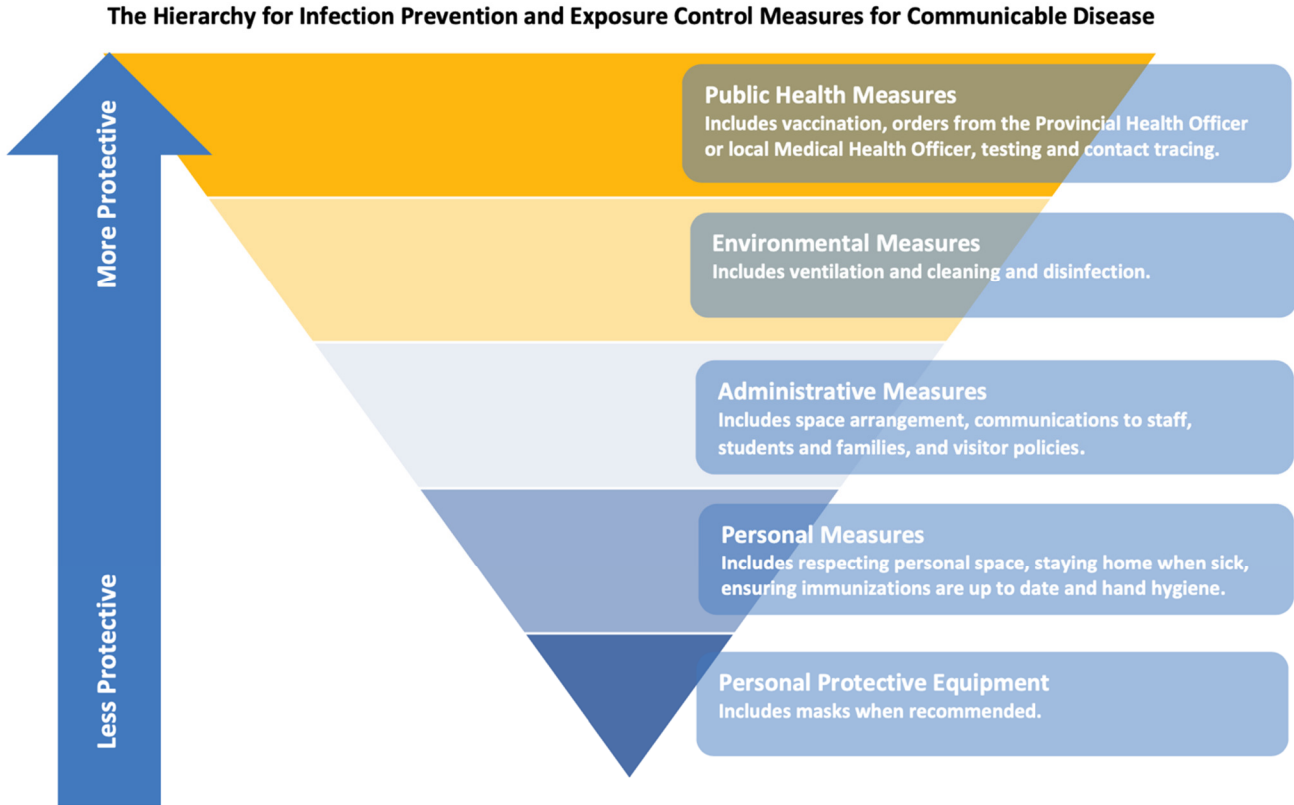 The Hierarchy for Infection Prevention and Exposure Control Measures for Communicable Disease
More Protective
Less Protective
Public Health Measures
Includes vaccination, orders from the Provincial Health Officer
or local Medical Health Officer, testing and contact tracing.
Environmental Measures
Includes ventilation and cleaning and disinfection.
Administrative Measures
Includes space arrangement, communications to staff,
students and families, and visitor policies.
Personal Measures
Includes respecting personal space, staying home when sick,
ensuring immunizations are up to date and hand hygiene.
Personal Protective Equipment
Includes masks when recommended.